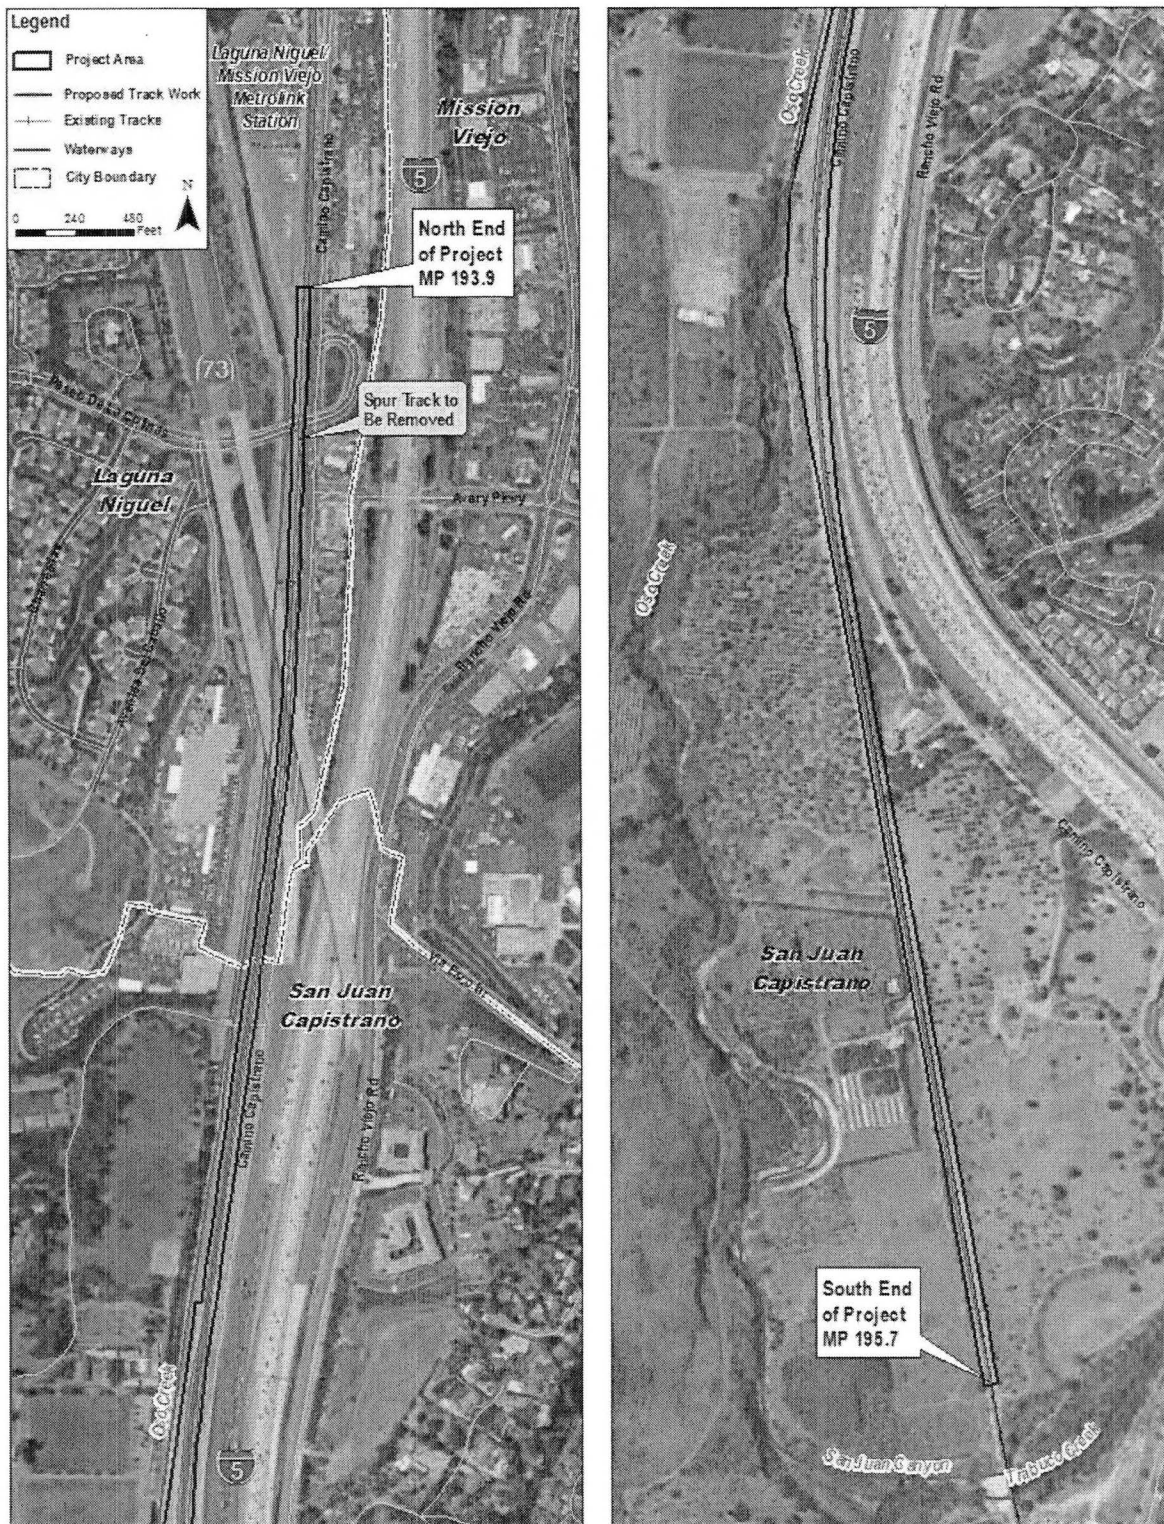 Legend
Project Area
Proposed Track Work
Existing Tracks
Waterways
City Boundary
N
0 240 480
Feet
Laguna Niguel/
Mission Viejo
Metrolink
Station
Camino Capistrano
Mission
Viejo
5
North End
of Project
MP 193.9
73
Spur Track to
Be Removed
Laguna
Niguel
Avery Pkwy
Rancho Viejo Rd
San Juan
Capistrano
Camino Capistrano
Rancho Viejo Rd
Oso Creek
5
Oso Creek
Camino Capistrano
Rancho Viejo Rd
5
Oso Creek
Camino Capistrano
San Juan
Capistrano
South End
of Project
MP 195.7
San Juan Canyon
Trabuco Creek